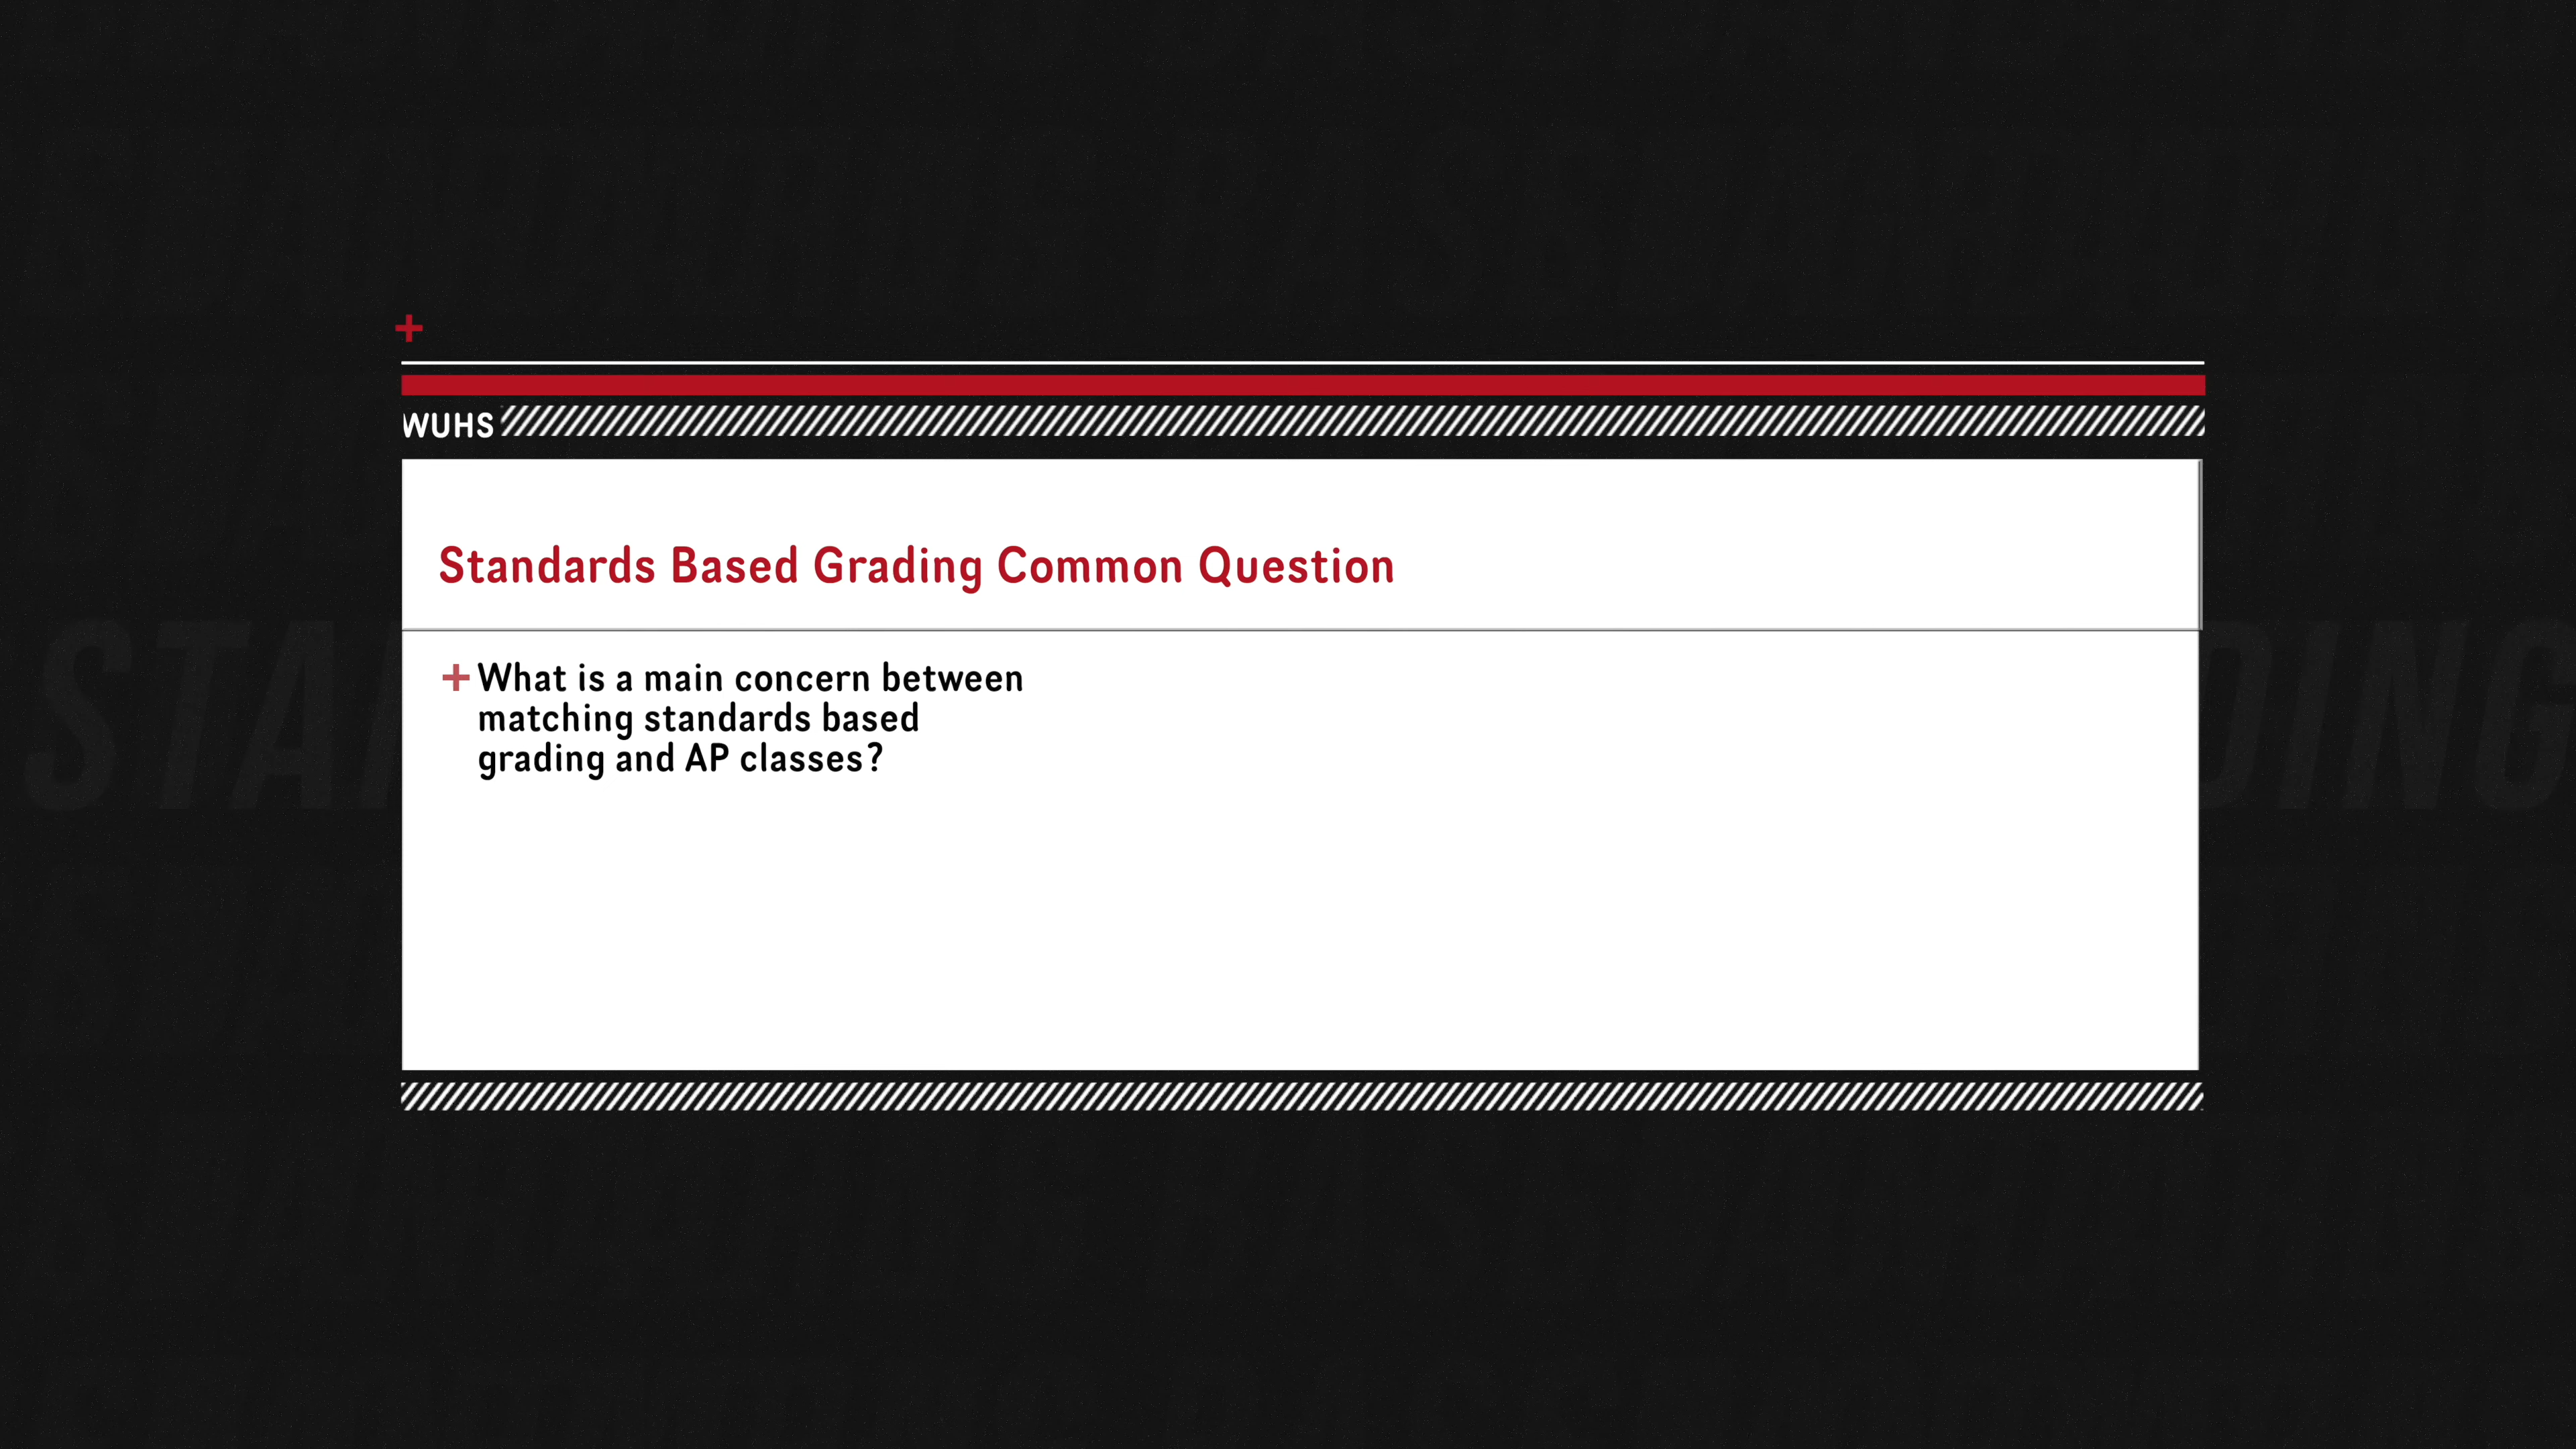 WUHS
Standards Based Grading Common Question
What is a main concern between
matching standards based
grading and AP classes?